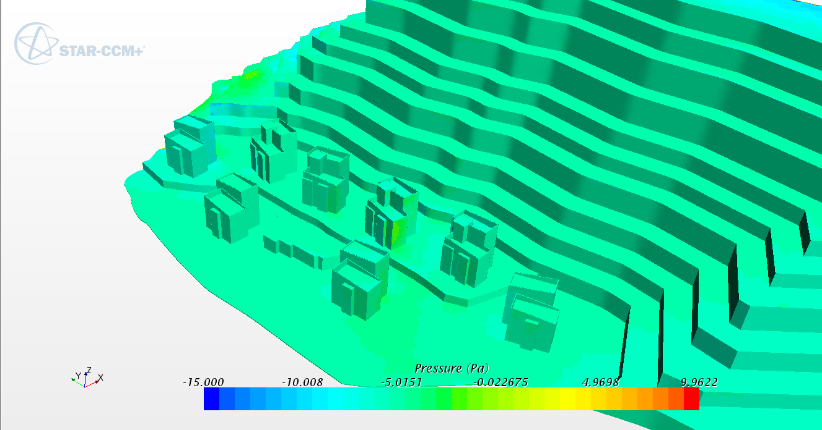 STAR-CCM+
Z
Y X
Pressure (Pa)
-15.000 -10.008 -5.0151 -0.022675 4.9698 9.9622